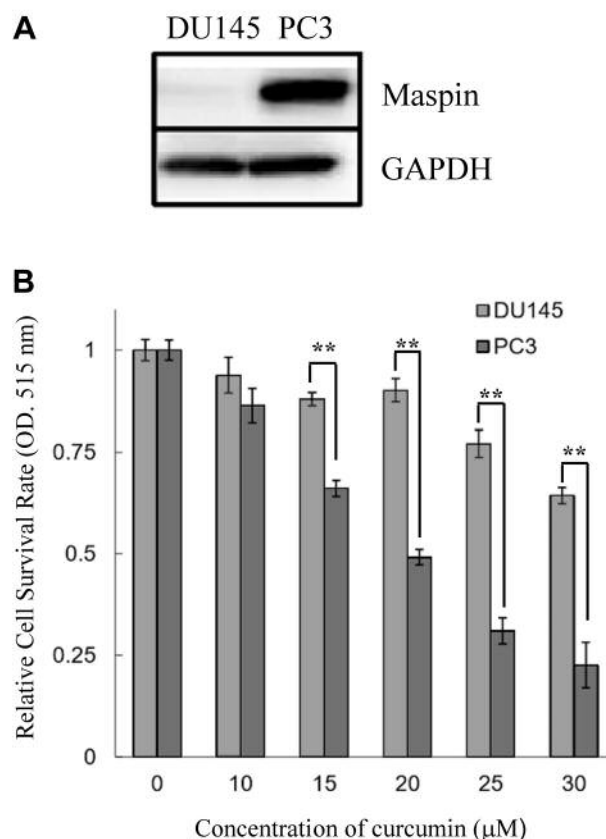 A
DU145 PC3
Maspin
GAPDH
B
DU145
PC3
Relative Cell Survival Rate (OD. 515 nm)
1
0.75
0.5
0.25
0
**
**
**
**
0 10 15 20 25 30
Concentration of curcumin (μM)